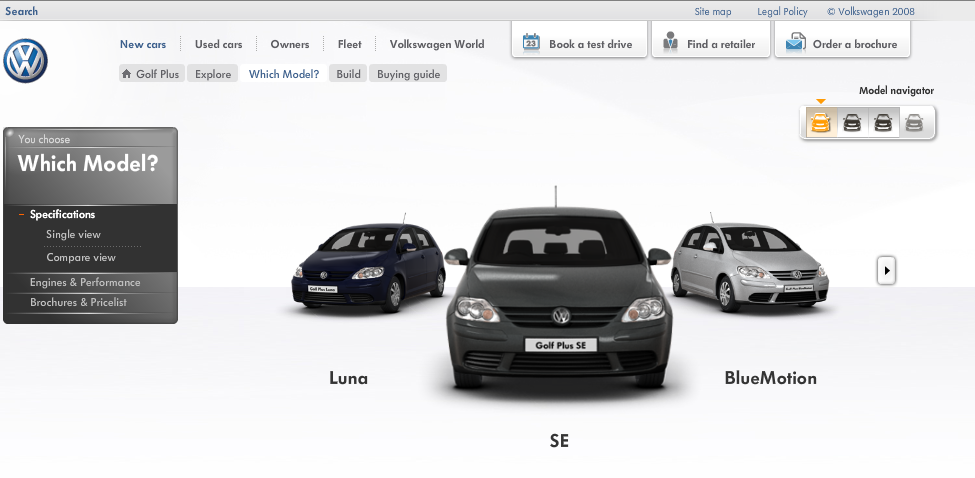 Search
Site map
Legal Policy
© Volkswagen 2008
New cars
Used cars
Owners
Fleet
Volkswagen World
23
Book a test drive
Find a retailer
Order a brochure
Golf Plus
Explore
Which Model?
Build
Buying guide
Model navigator
You choose
Which Model?
Specifications
Single view
Compare view
Engines & Performance
Brochures & Pricelist
Golf Plus Luna
Golf Plus SE
Golf Plus BlueMotion
Luna
BlueMotion
SE